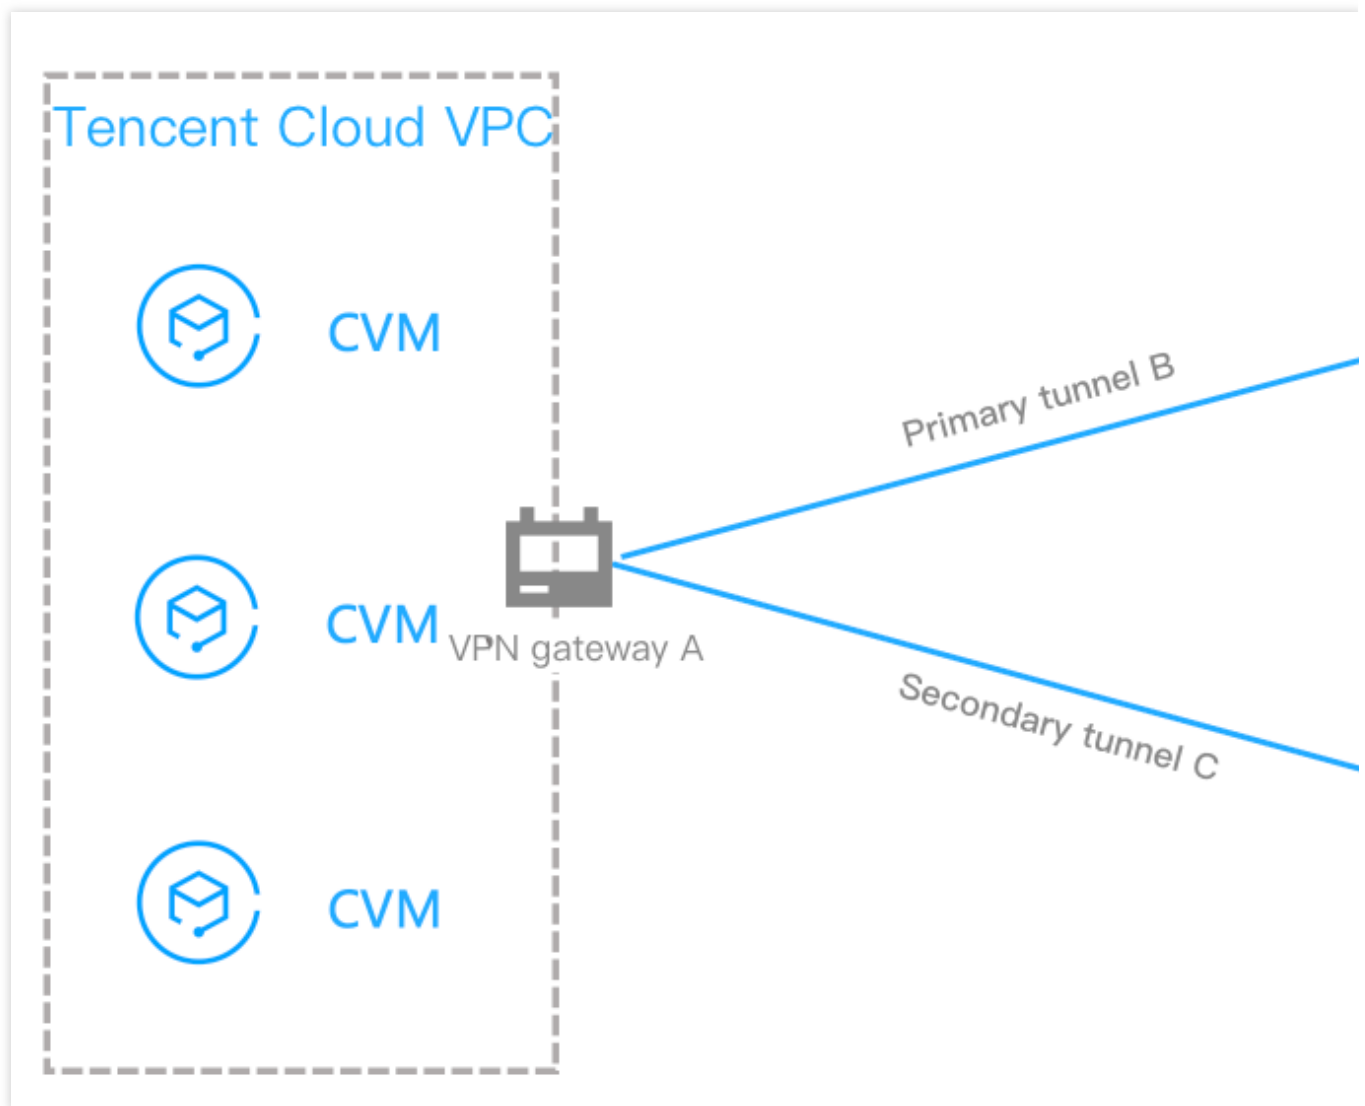 Tencent Cloud VPC
CVM
Primary tunnel B
CVM
VPN gateway A
Secondary tunnel C
CVM